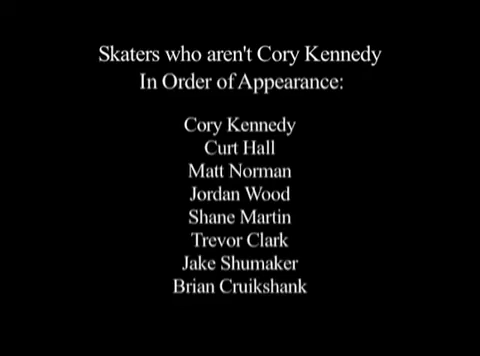 Skaters who aren't Cory Kennedy
In Order of Appearance:
Cory Kennedy
Curt Hall
Matt Norman
Jordan Wood
Shane Martin
Trevor Clark
Jake Shumaker
Brian Cruikshank